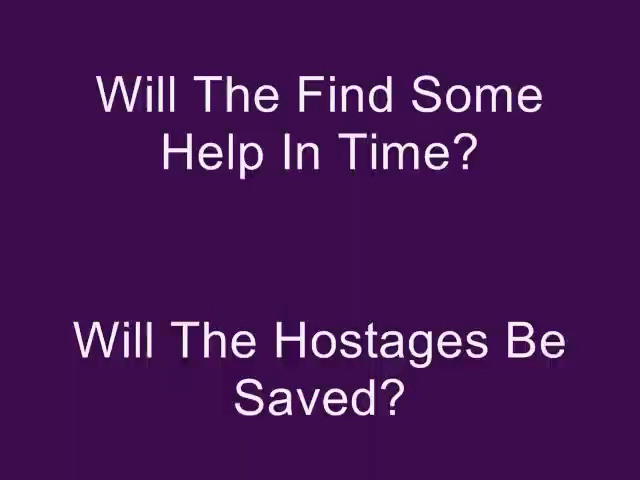 Will The Find Some
Help In Time?
Will The Hostages Be
Saved?